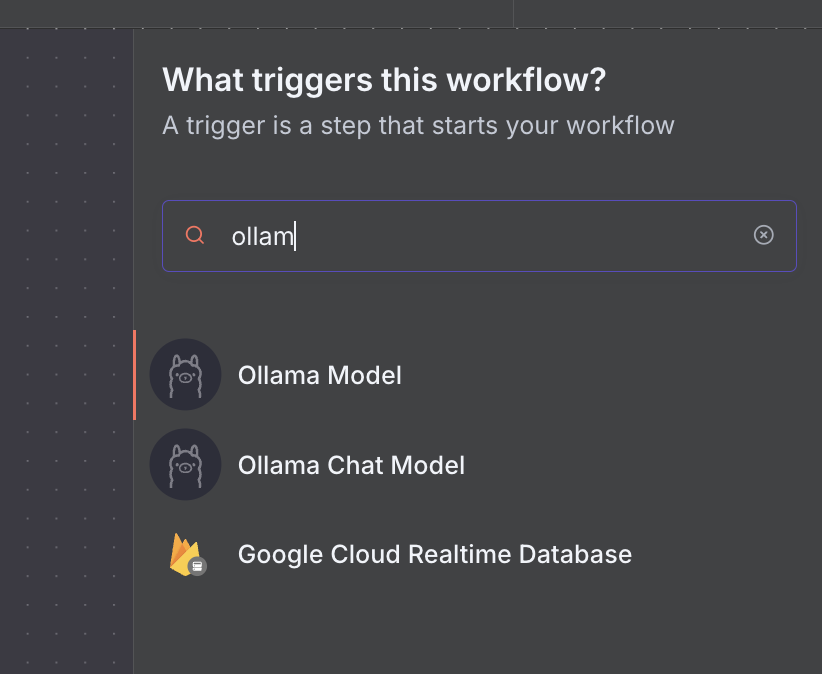 What triggers this workflow?
A trigger is a step that starts your workflow
ollam
Ollama Model
Ollama Chat Model
Google Cloud Realtime Database